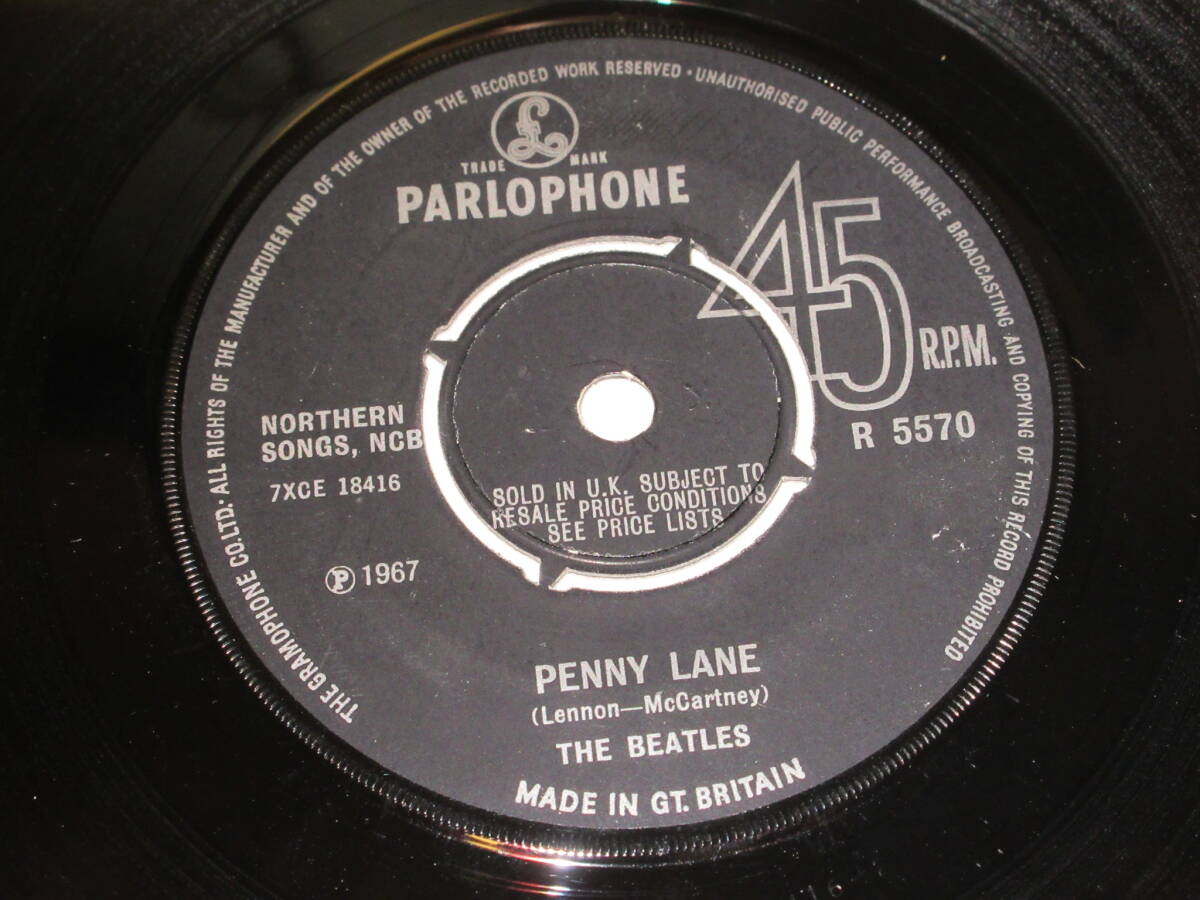 THE GRAMOPHONE CO.LTD. ALL RIGHTS OF THE MANUFACTURER AND OF THE OWNER OF THE RECORDED WORK RESERVED · UNAUTHORISED PUBLIC PERFORMANCE BROADCASTING AND COPYING OF THIS RECORD PROHIBITED
£
TRADE MARK
PARLOPHONE
45
R.P.M.
R 5570
NORTHERN
SONGS, NCB
7XCE 18416
SOLD IN U.K. SUBJECT TO
RESALE PRICE CONDITIONS
SEE PRICE LISTS
℗ 1967
PENNY LANE
(Lennon—McCartney)
THE BEATLES
MADE IN GT. BRITAIN